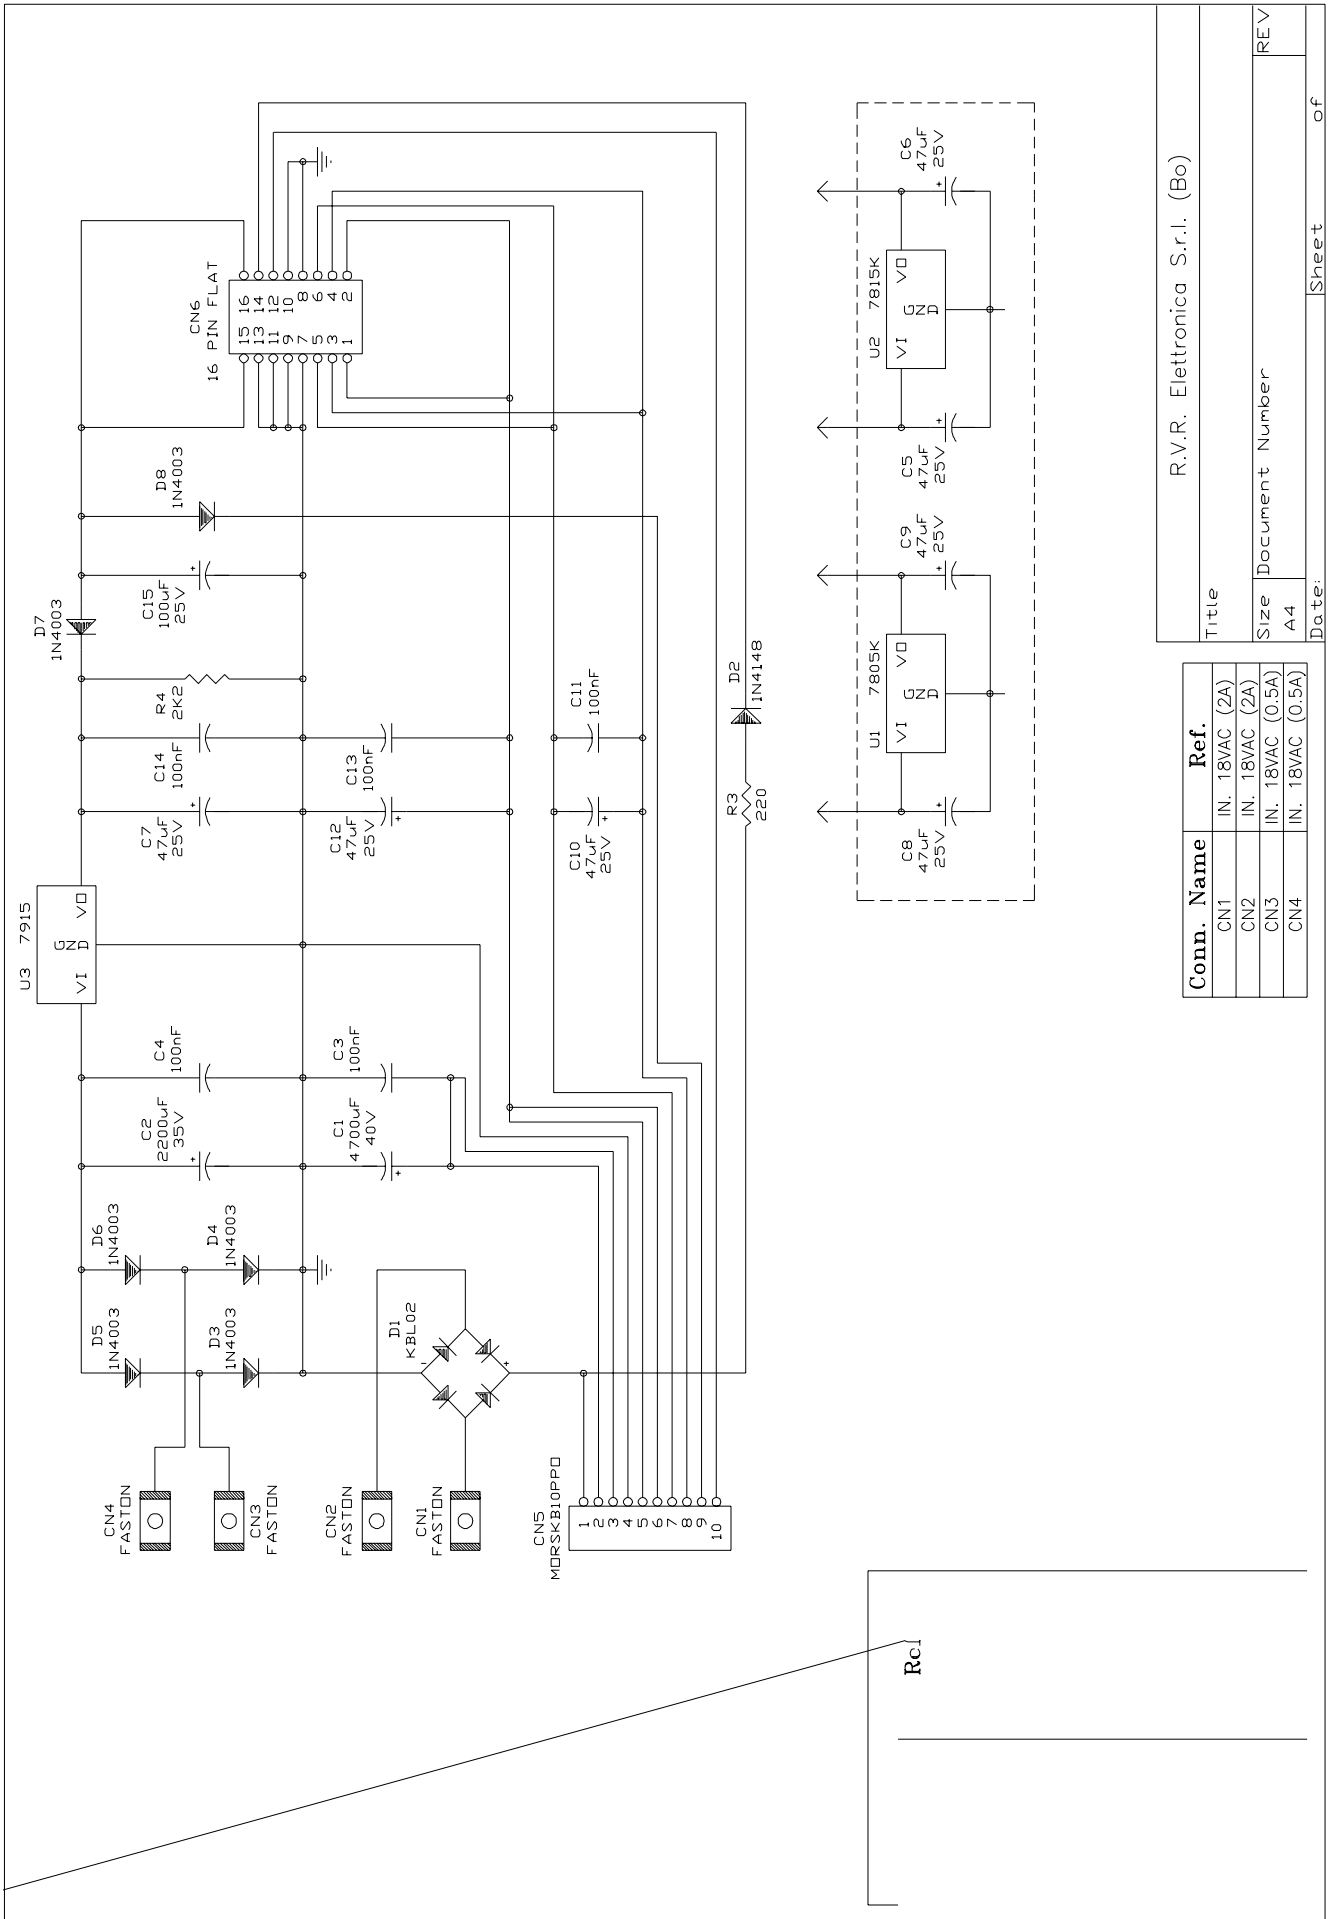 U3 7915
VI GND VO
D7
1N4003
D5
1N4003
D6
1N4003
C2
2200uF
35V
C4
100nF
C7
47uF
25V
C14
100nF
R4
2K2
C15
100uF
25V
D8
1N4003
CN6
16 PIN FLAT
15 16
13 14
11 12
9 10
7 8
5 6
3 4
1 2
CN4
FASTON
CN3
FASTON
D3
1N4003
D4
1N4003
CN2
FASTON
CN1
FASTON
D1
KBL02
-
+
C1
4700uF
40V
+
C3
100nF
C12
47uF
25V
+
C13
100nF
C10
47uF
25V
+
C11
100nF
CN5
MORSKB10PPO
1
2
3
4
5
6
7
8
9
10
R3
220
D2
1N4148
U1 7805K
VI GND VO
C8
47uF
25V
+
C9
47uF
25V
+
U2 7815K
VI GND VO
C5
47uF
25V
+
C6
47uF
25V
+
Conn. Name Ref.
CN1 IN. 18VAC (2A)
CN2 IN. 18VAC (2A)
CN3 IN. 18VAC (0.5A)
CN4 IN. 18VAC (0.5A)
R.V.R. Elettronica S.r.l. (Bo)
Title
Size Document Number REV
A4
Date: Sheet of
Rcl